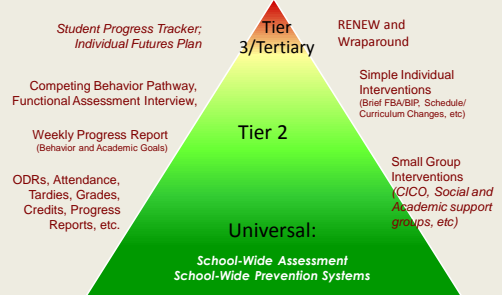 Student Progress Tracker;
Individual Futures Plan
Tier
3/Tertiary
RENEW and
Wraparound
Competing Behavior Pathway,
Functional Assessment Interview,
Simple Individual
Interventions
(Brief FBA/BIP, Schedule/
Curriculum Changes, etc)
Weekly Progress Report
(Behavior and Academic Goals)
Tier 2
ODRs, Attendance,
Tardies, Grades,
Credits, Progress
Reports, etc.
Small Group
Interventions
(CICO, Social and
Academic support
groups, etc)
Universal:
School-Wide Assessment
School-Wide Prevention Systems